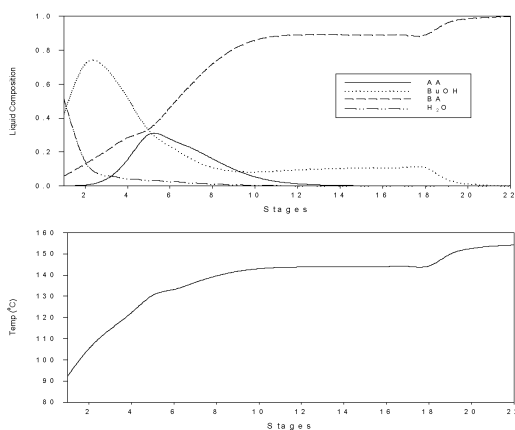 1.0
0.8
0.6
0.4
0.2
0.0
Liquid Composition
AA
BuOH
BA
H₂O
2 4 6 8 10 12 14 16 18 20 22
Stages
160
150
140
130
120
110
100
90
80
Temp (⁰C)
2 4 6 8 10 12 14 16 18 20 2
Stages